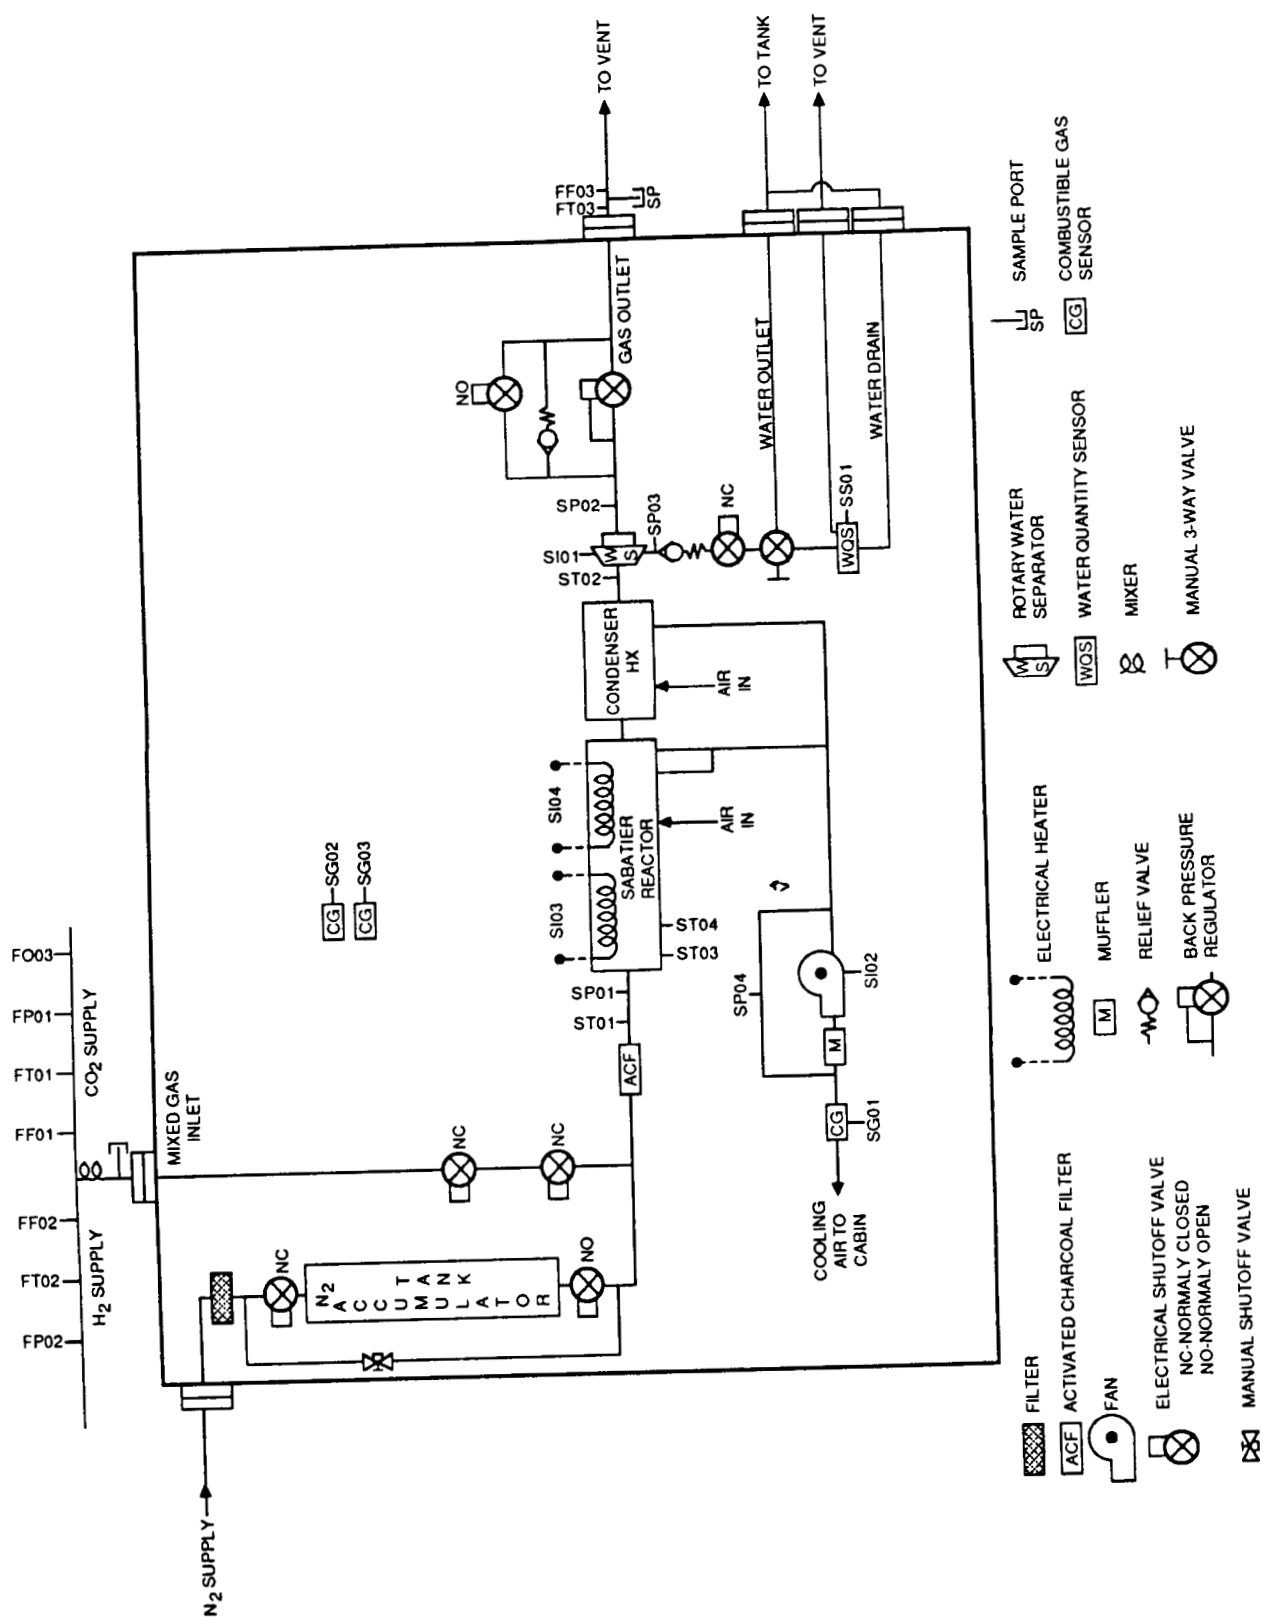 N2 SUPPLY
FP02
FT02
FF02
H2 SUPPLY
FF01
FT01
FP01
FO03
CO2 SUPPLY
MIXED GAS
INLET
NC
N2
ACCUMULATOR
TANK
NO
NC
NC
ACF
ST01
SP01
SI03
SI04
SABATIER
REACTOR
ST03
ST04
AIR
IN
CG
SG02
CG
SG03
CONDENSER
HX
AIR
IN
ST02
SI01
W
S
SP02
SP03
NC
NO
GAS OUTLET
FT03
FF03
SP
TO VENT
WATER OUTLET
TO TANK
WQS
SS01
TO VENT
WATER DRAIN
SP04
SI02
M
CG
SG01
COOLING
AIR TO
CABIN
FILTER
ACF
ACTIVATED CHARCOAL FILTER
FAN
ELECTRICAL SHUTOFF VALVE
NC-NORMALY CLOSED
NO-NORMALY OPEN
MANUAL SHUTOFF VALVE
ELECTRICAL HEATER
M
MUFFLER
RELIEF VALVE
BACK PRESSURE
REGULATOR
W
S
ROTARY WATER
SEPARATOR
WQS
WATER QUANTITY SENSOR
MIXER
MANUAL 3-WAY VALVE
SP
SAMPLE PORT
CG
COMBUSTIBLE GAS
SENSOR